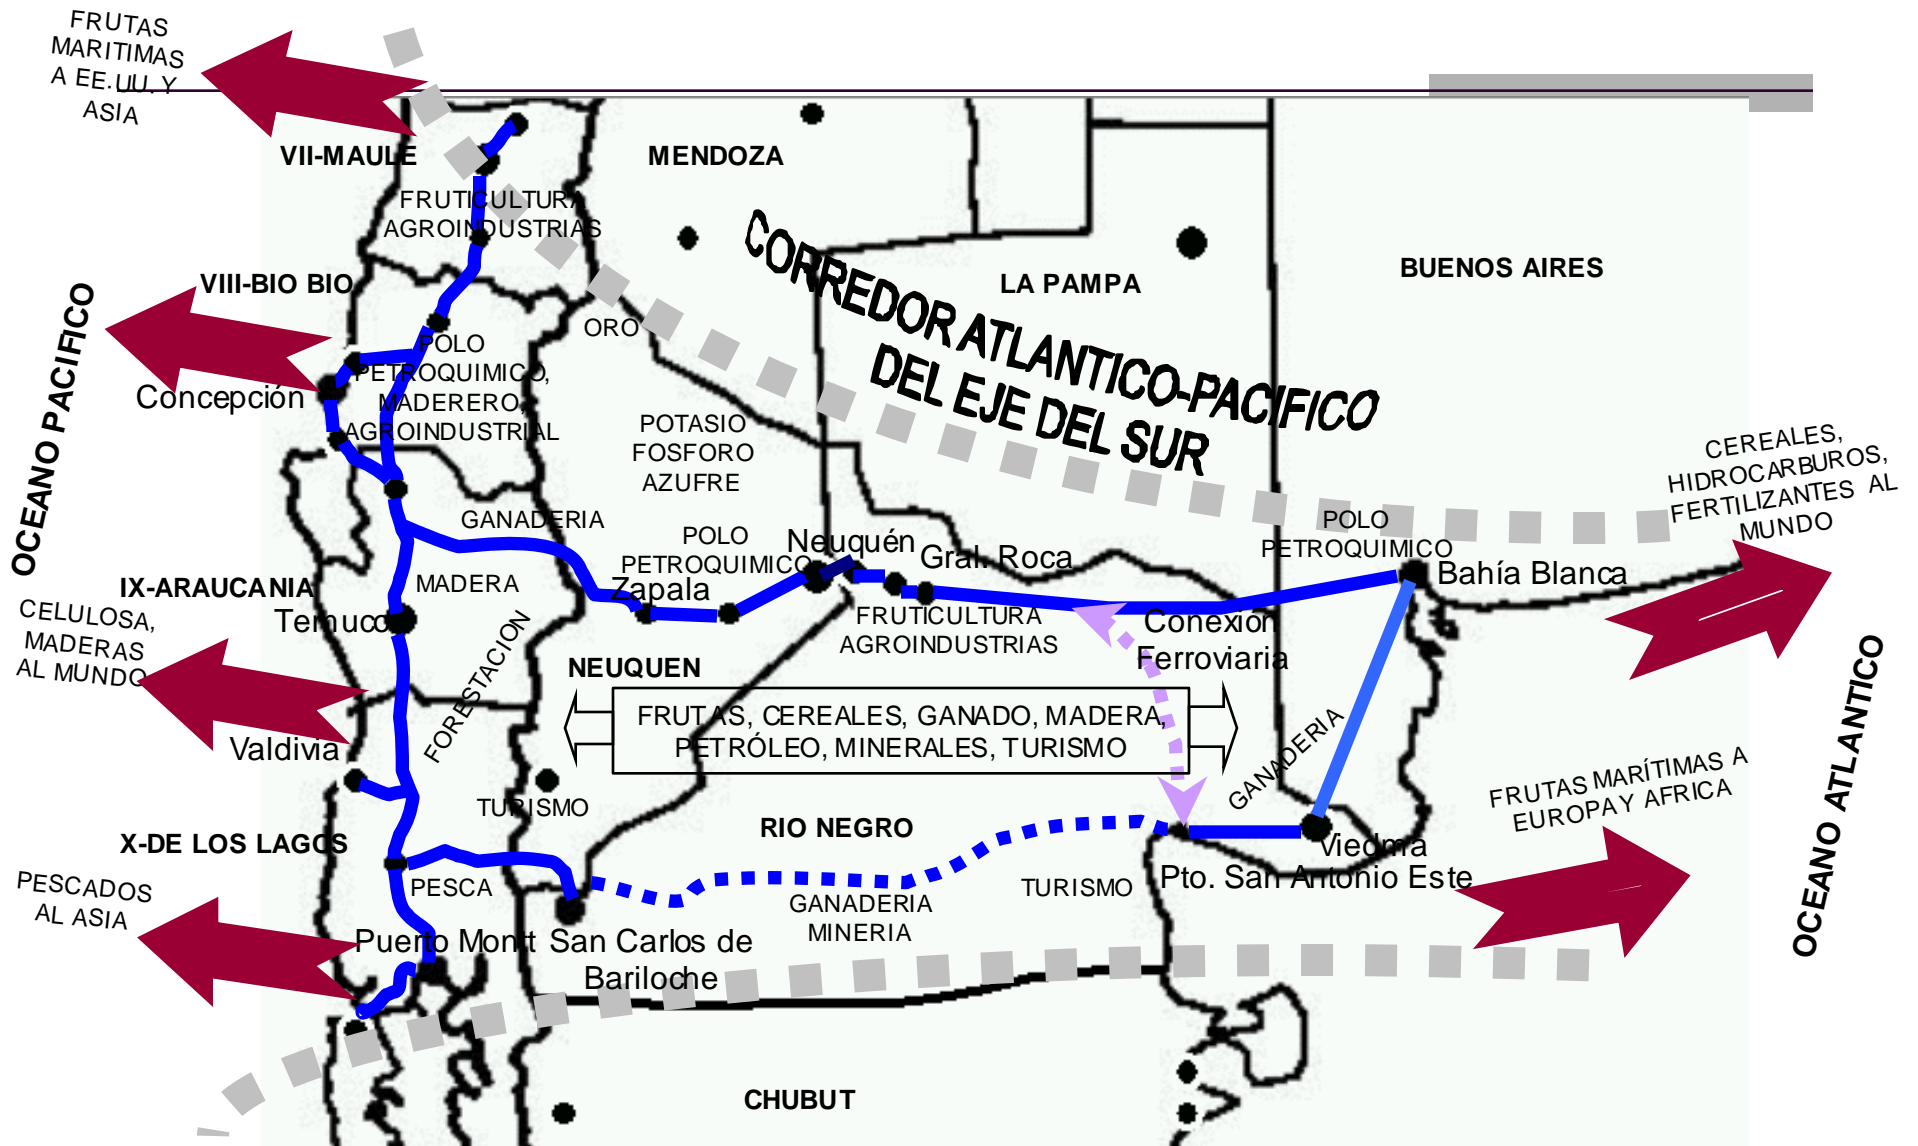 FRUTAS
MARITIMAS
A EE.UU. Y
ASIA
VII-MAULE
MENDOZA
FRUTICULTURA
AGROINDUSTRIAS
CORREDOR ATLANTICO-PACIFICO
DEL EJE DEL SUR
LA PAMPA
BUENOS AIRES
VIII-BIO BIO
ORO
OCEANO PACIFICO
POLO
PETROQUIMICO,
MADERERO,
AGROINDUSTRIAL
Concepción
POTASIO
FOSFORO
AZUFRE
CEREALES,
HIDROCARBUROS,
FERTILIZANTES AL
MUNDO
GANADERIA
POLO
PETROQUIMICO
Neuquén
Gral. Roca
POLO
PETROQUIMICO
Bahía Blanca
IX-ARAUCANIA
MADERA
Zapala
Temuco
CELULOSA,
MADERAS
AL MUNDO
FORESTACION
FRUTICULTURA
AGROINDUSTRIAS
Conexión
Ferroviaria
NEUQUEN
FRUTAS, CEREALES, GANADO, MADERA,
PETRÓLEO, MINERALES, TURISMO
Valdivia
GANADERIA
OCEANO ATLANTICO
FRUTAS MARÍTIMAS A
EUROPA Y AFRICA
TURISMO
RIO NEGRO
X-DE LOS LAGOS
Viedma
PESCADOS
AL ASIA
PESCA
TURISMO
Pto. San Antonio Este
GANADERIA
MINERIA
Puerto Montt
San Carlos de
Bariloche
CHUBUT